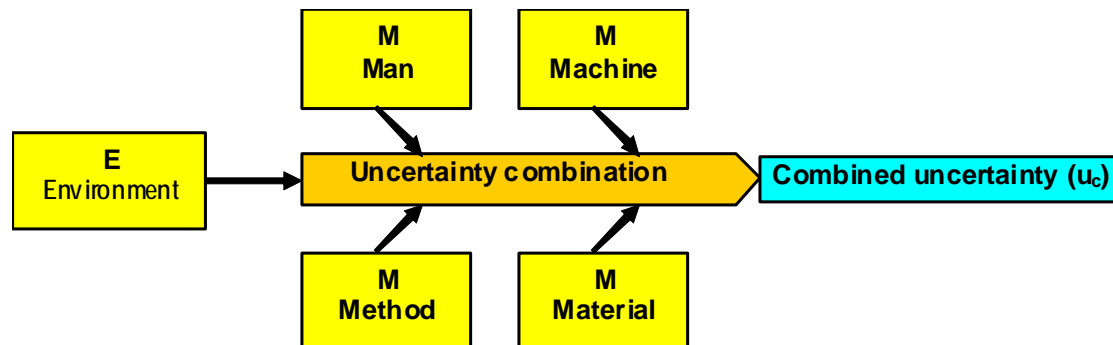 M
Man
M
Machine
E
Environment
Uncertainty combination
Combined uncertainty (uc)
M
Method
M
Material